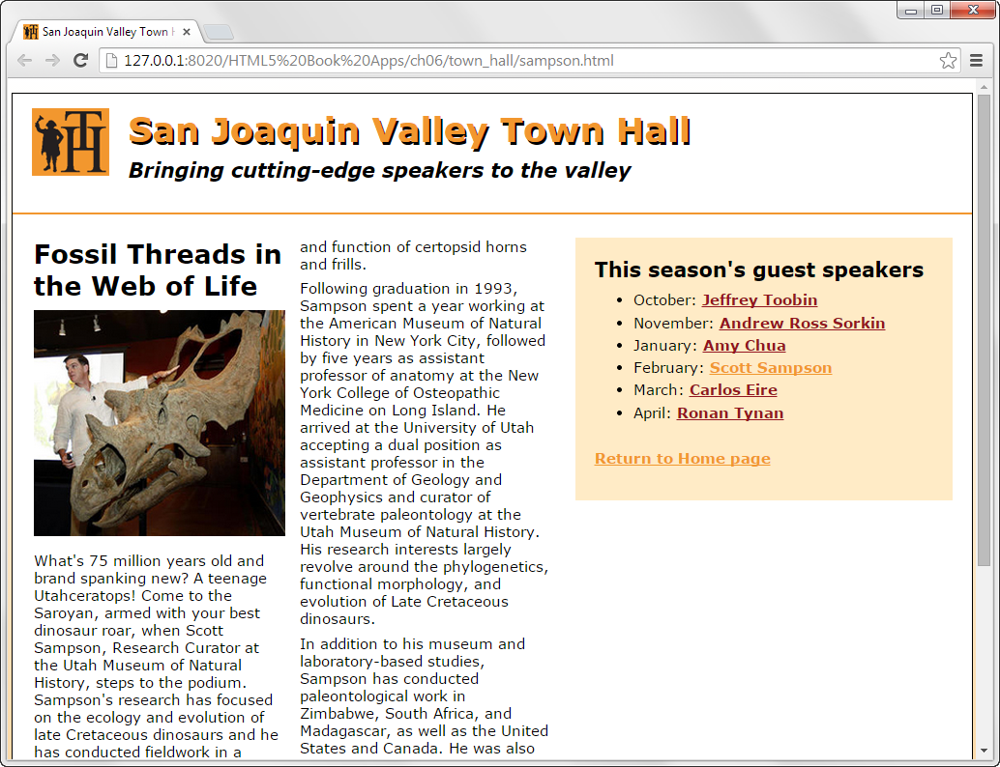 San Joaquin Valley Town H
127.0.0.1:8020/HTML5%20Book%20Apps/ch06/town_hall/sampson.html
TH
San Joaquin Valley Town Hall
Bringing cutting-edge speakers to the valley
Fossil Threads in
the Web of Life
What's 75 million years old and
brand spanking new? A teenage
Utahceratops! Come to the
Saroyan, armed with your best
dinosaur roar, when Scott
Sampson, Research Curator at
the Utah Museum of Natural
History, steps to the podium.
Sampson's research has focused
on the ecology and evolution of
late Cretaceous dinosaurs and he
has conducted fieldwork in a
and function of certopsid horns
and frills.
Following graduation in 1993,
Sampson spent a year working at
the American Museum of Natural
History in New York City, followed
by five years as assistant
professor of anatomy at the New
York College of Osteopathic
Medicine on Long Island. He
arrived at the University of Utah
accepting a dual position as
assistant professor in the
Department of Geology and
Geophysics and curator of
vertebrate paleontology at the
Utah Museum of Natural History.
His research interests largely
revolve around the phylogenetics,
functional morphology, and
evolution of Late Cretaceous
dinosaurs.
In addition to his museum and
laboratory-based studies,
Sampson has conducted
paleontological work in
Zimbabwe, South Africa, and
Madagascar, as well as the United
States and Canada. He was also
This season's guest speakers
• October: Jeffrey Toobin
• November: Andrew Ross Sorkin
• January: Amy Chua
• February: Scott Sampson
• March: Carlos Eire
• April: Ronan Tynan
Return to Home page